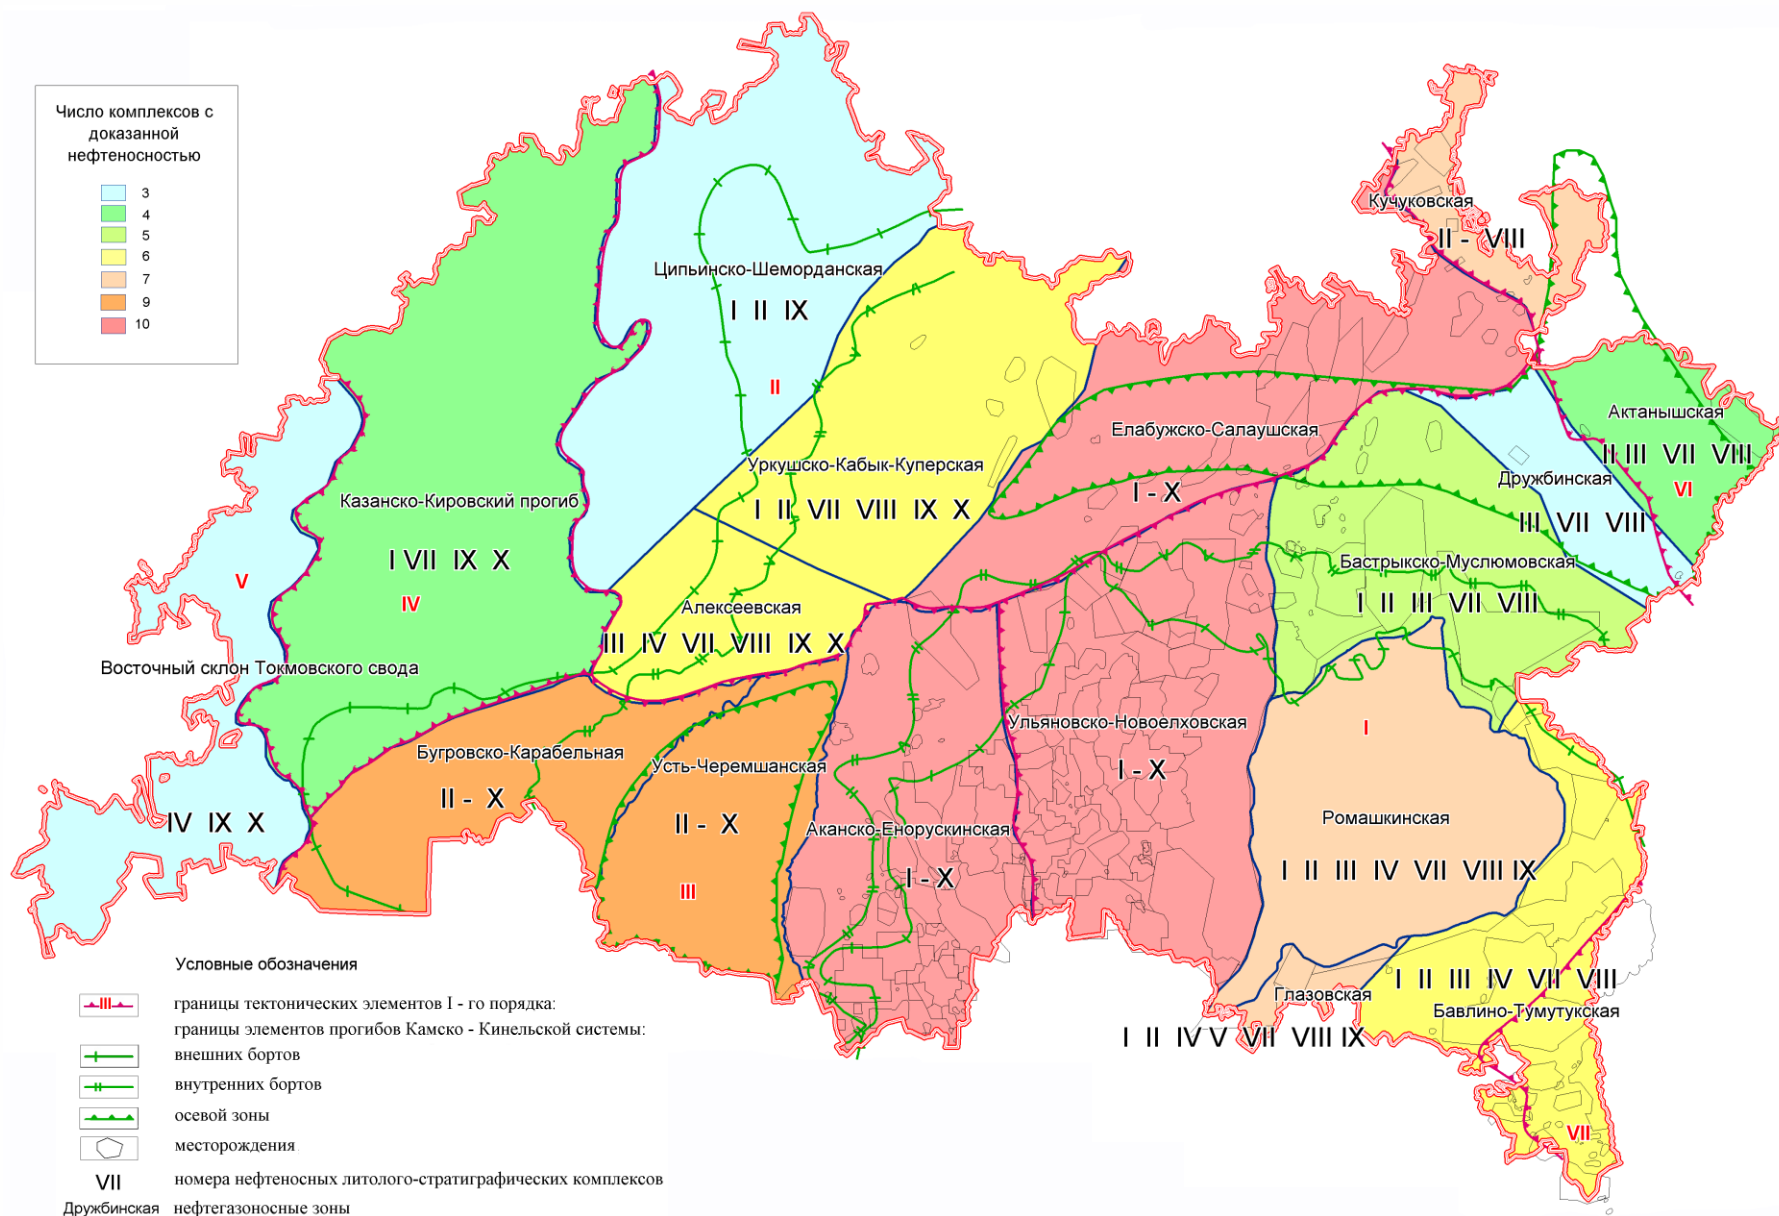 Число комплексов с
доказанной
нефтеносностью
3
4
5
6
7
9
10
Кучуковская
II - VIII
Ципьинско-Шеморданская
I II IX
II
Актанышская
II III VII VIII
VI
Елабужско-Салаушская
I - X
Уркушско-Кабык-Куперская
I II VII VIII IX X
Дружбинская
III VII VIII
Казанско-Кировский прогиб
I VII IX X
IV
V
Бастрыкско-Муслюмовская
I II III VII VIII
Алексеевская
III IV VII VIII IX X
Восточный склон Токмовского свода
IV IX X
Ульяновско-Новоелховская
I - X
I
Бугровско-Карабельная
II - X
Усть-Черемшанская
II - X
III
Аканско-Енорускинская
I - X
Ромашкинская
I II III IV VII VIII IX
I II III IV VII VIII
Бавлино-Тумутукская
Глазовская
I II IV V VII VIII IX
VII
Условные обозначения
III
границы тектонических элементов I - го порядка:
границы элементов прогибов Камско - Кинельской системы:
внешних бортов
внутренних бортов
осевой зоны
месторождения
VII номера нефтеносных литолого-стратиграфических комплексов
Дружбинская нефтегазоносные зоны